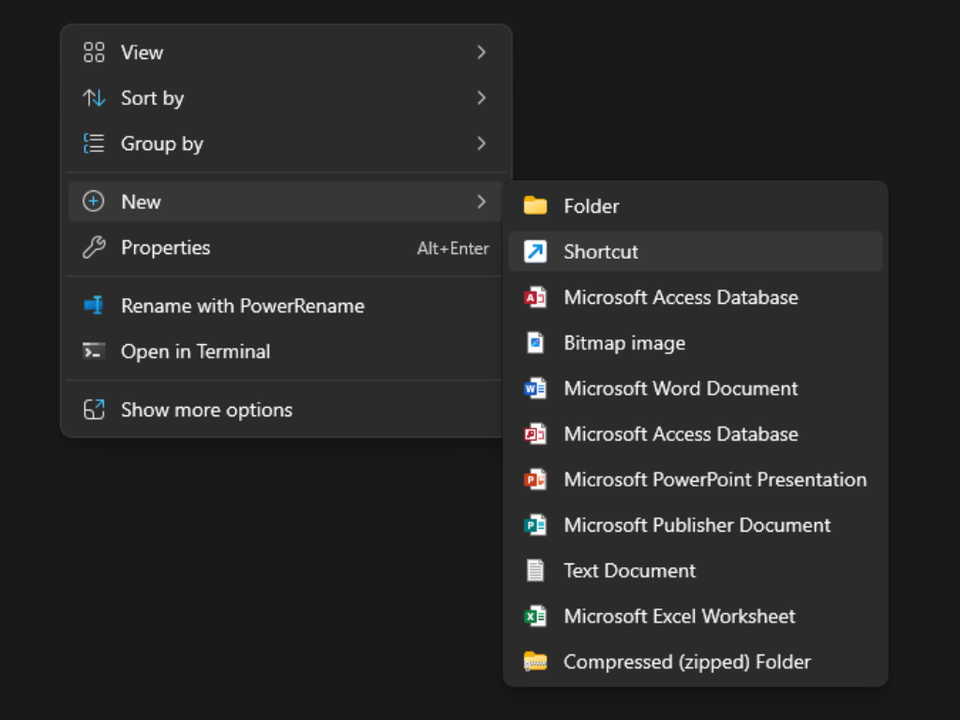 View
Sort by
Group by
New
Properties Alt+Enter
Rename with PowerRename
Open in Terminal
Show more options
Folder
Shortcut
Microsoft Access Database
Bitmap image
Microsoft Word Document
Microsoft Access Database
Microsoft PowerPoint Presentation
Microsoft Publisher Document
Text Document
Microsoft Excel Worksheet
Compressed (zipped) Folder